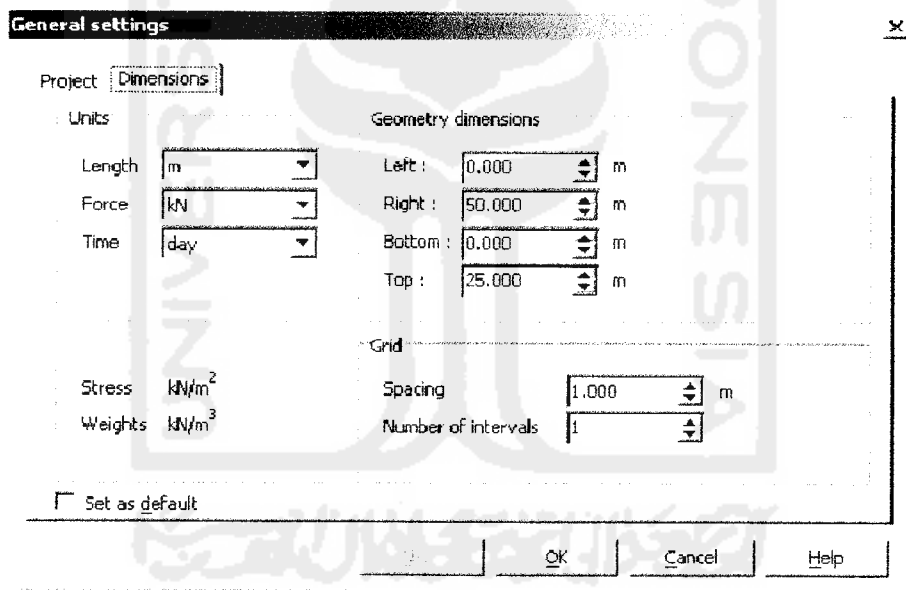 General settings
Project Dimensions
Units
Length m
Force kN
Time day
Stress kN/m²
Weights kN/m³
Geometry dimensions
Left : 0.000 m
Right : 50.000 m
Bottom : 0.000 m
Top : 25.000 m
Grid
Spacing 1.000 m
Number of intervals 1
Set as default
OK Cancel Help